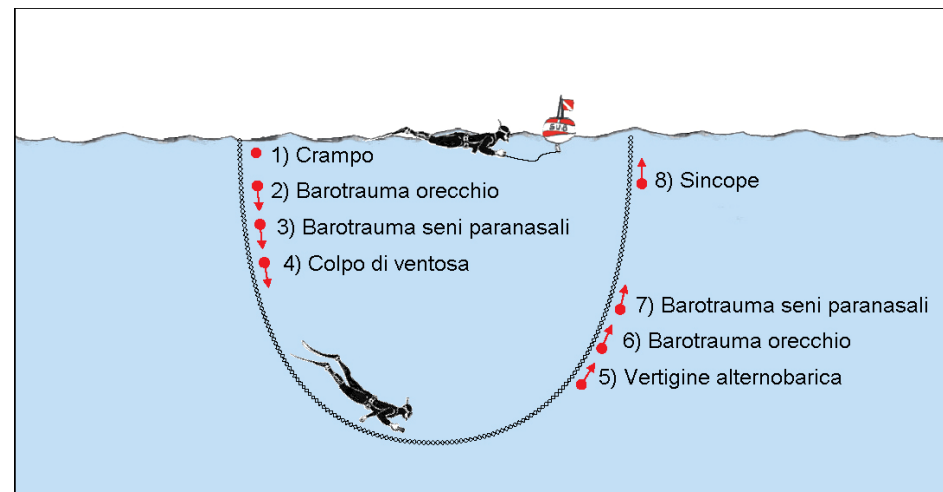 SUB
1) Crampo
2) Barotrauma orecchio
3) Barotrauma seni paranasali
4) Colpo di ventosa
8) Sincope
7) Barotrauma seni paranasali
6) Barotrauma orecchio
5) Vertigine alternobarica